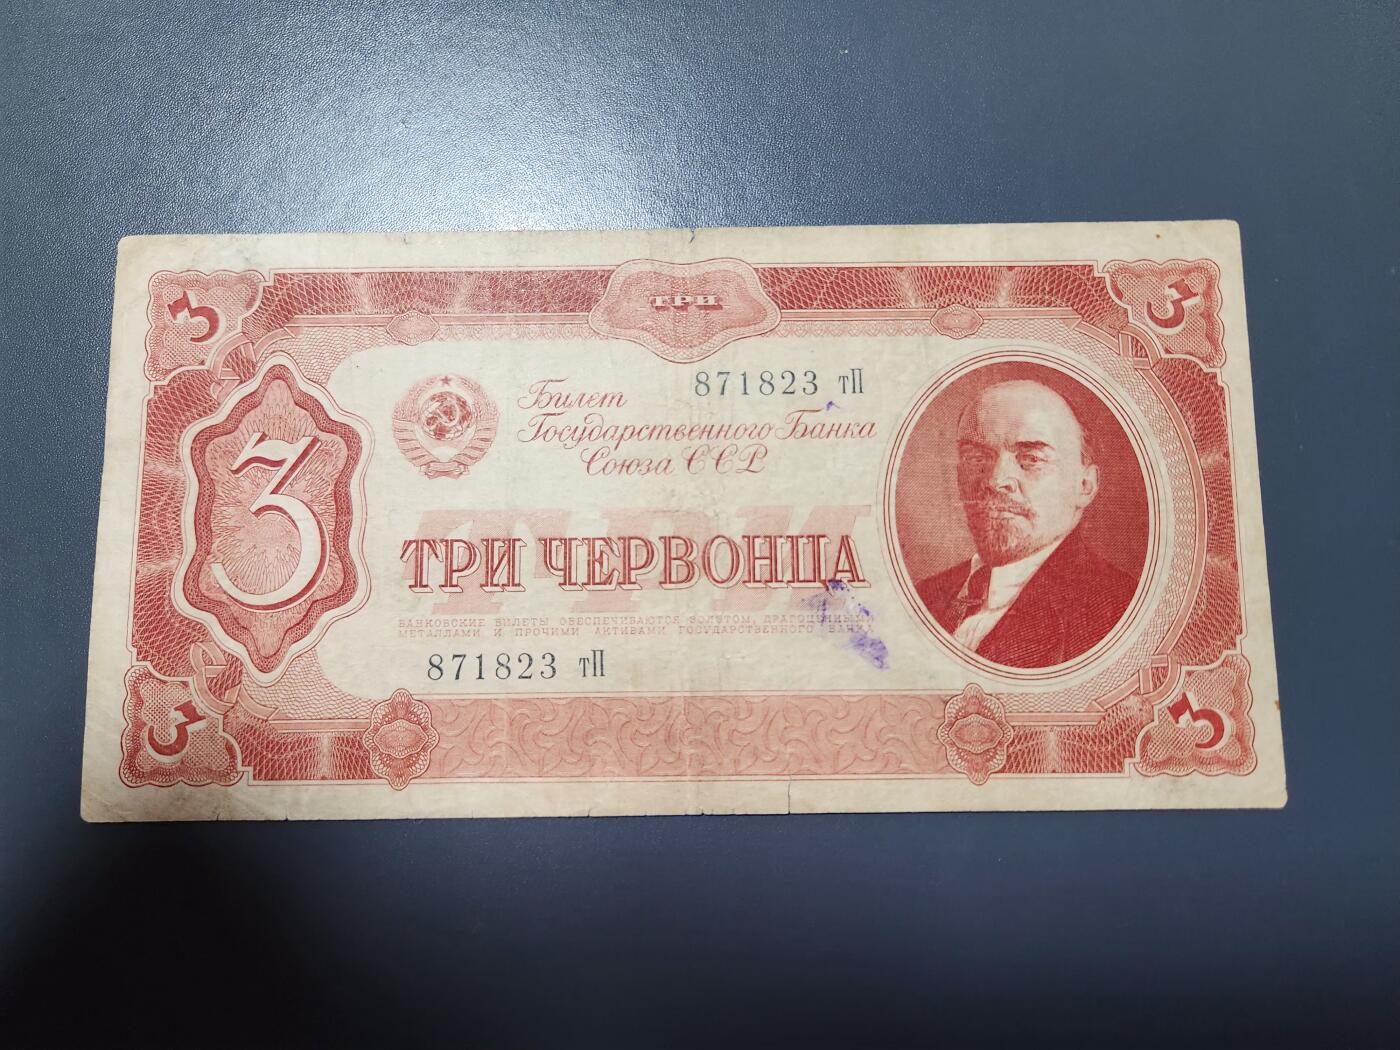 3
ТРИ
3
871823 тП
Билет
Государственного Банка
Союза ССР
3
ТРИ
ТРИ ЧЕРВОНЦА
БАНКОВСКИЕ БИЛЕТЫ ОБЕСПЕЧИВАЮТСЯ ЗОЛОТОМ, ДРАГОЦЕННЫМИ
МЕТАЛЛАМИ И ПРОЧИМИ АКТИВАМИ ГОСУДАРСТВЕННОГО БАНКА
871823 тП
3
3